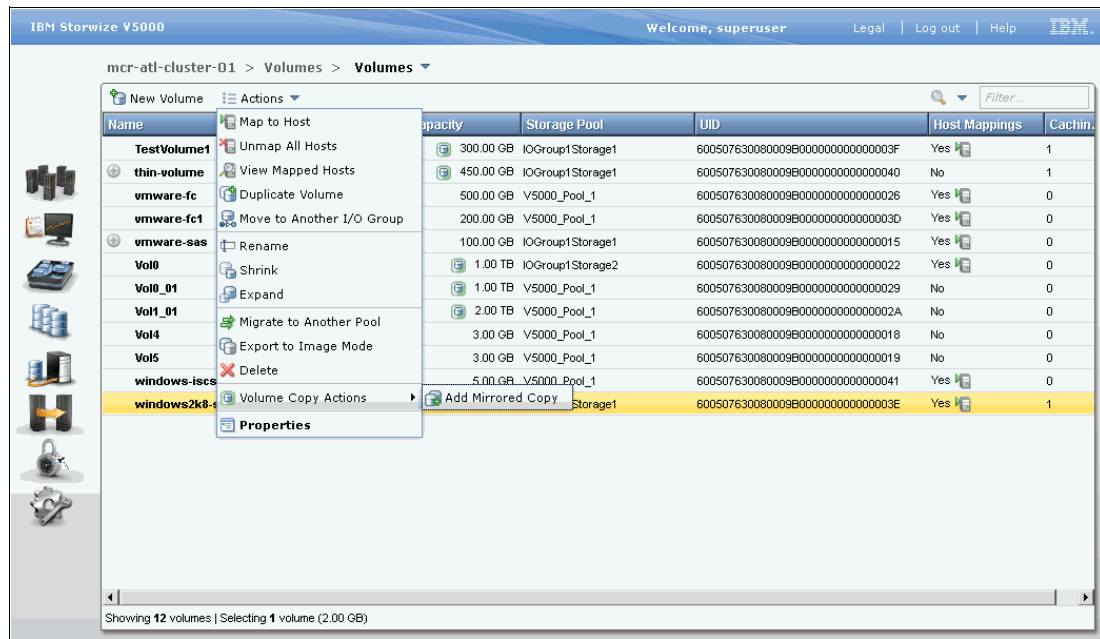 IBM Storwize V5000 Welcome, superuser Legal | Log out | Help IBM.
mcr-atl-cluster-01 > Volumes > Volumes
New Volume Actions Filter...
Name apacity Storage Pool UID Host Mappings Cachin.
Map to Host
TestVolume1 300.00 GB IOGroup1Storage1 600507630080009B000000000000003F Yes 1
Unmap All Hosts
thin-volume 450.00 GB IOGroup1Storage1 600507630080009B0000000000000040 No 1
View Mapped Hosts
vmware-fc 500.00 GB V5000_Pool_1 600507630080009B0000000000000026 Yes 0
Duplicate Volume
vmware-fc1 200.00 GB V5000_Pool_1 600507630080009B000000000000003D Yes 0
Move to Another I/O Group
vmware-sas 100.00 GB IOGroup1Storage1 600507630080009B0000000000000015 Yes 0
Rename
Vol0 1.00 TB IOGroup1Storage2 600507630080009B0000000000000022 Yes 0
Shrink
Vol0_01 1.00 TB V5000_Pool_1 600507630080009B0000000000000029 No 0
Expand
Vol1_01 2.00 TB V5000_Pool_1 600507630080009B000000000000002A No 0
Migrate to Another Pool
Vol4 3.00 GB V5000_Pool_1 600507630080009B0000000000000018 No 0
Export to Image Mode
Vol5 3.00 GB V5000_Pool_1 600507630080009B0000000000000019 No 0
Delete
windows-iscs 5.00 GB V5000_Pool_1 600507630080009B0000000000000041 Yes 0
Volume Copy Actions Add Mirrored Copy
windows2k8-s Storage1 600507630080009B000000000000003E Yes 1
Properties
Showing 12 volumes | Selecting 1 volume (2.00 GB)